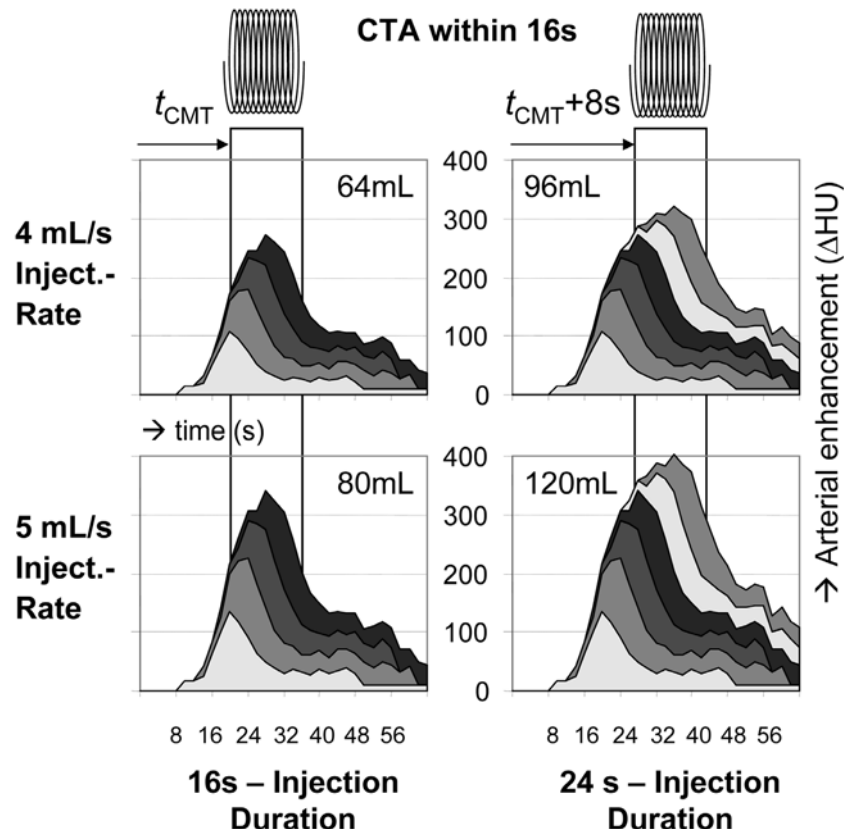 CTA within 16s
tCMT
tCMT+8s
4 mL/s
Inject.-
Rate
64mL
400
300
200
100
0
96mL
→ Arterial enhancement (ΔHU)
→ time (s)
5 mL/s
Inject.-
Rate
80mL
400
300
200
100
0
120mL
8 16 24 32 40 48 56
8 16 24 32 40 48 56
16s – Injection
Duration
24 s – Injection
Duration